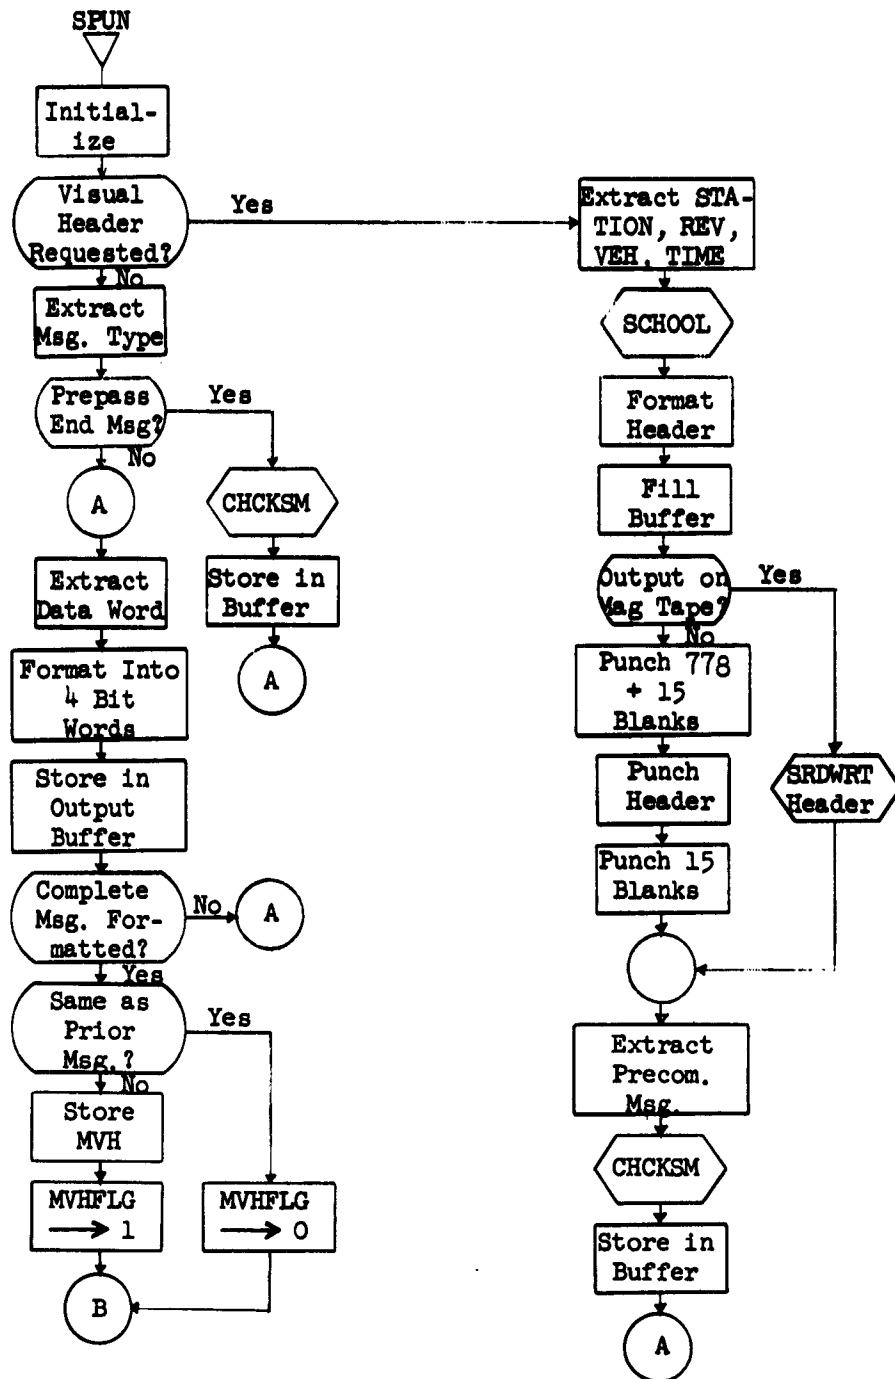 SPUN
Initial-
ize
Visual
Header
Requested?
Yes
No
Extract
Msg. Type
Prepass
End Msg?
Yes
No
A
CHCKSM
Store in
Buffer
A
Extract
Data Word
Format Into
4 Bit
Words
Store in
Output
Buffer
Complete
Msg. For-
matted?
No
A
Yes
Same as
Prior
Msg.?
Yes
No
Store
MVH
MVHFLG
→ 1
MVHFLG
→ 0
B
Extract STA-
TION, REV,
VEH. TIME
SCHOOL
Format
Header
Fill
Buffer
Output on
Mag Tape?
Yes
No
Punch 778
+ 15
Blanks
Punch
Header
SRDWRT
Header
Punch 15
Blanks
Extract
Precom.
Msg.
CHCKSM
Store in
Buffer
A